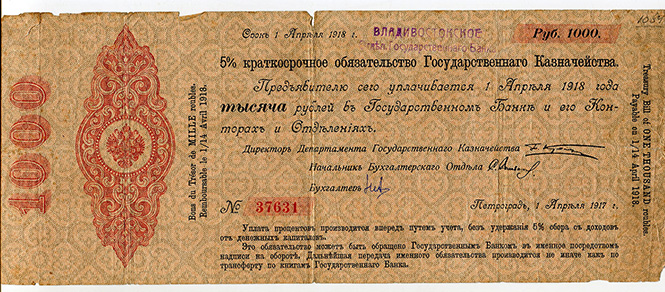 1000
Bons du Trésor de MILLE roubles.
Remboursable le 1/14 Avril 1918.
Срокъ 1 Апрѣля 1918 г.
ВЛАДИВОСТОКСКОЕ
Отдѣл. Государственнаго Банка
Руб. 1000.
5% краткосрочное обязательство Государственнаго Казначейства.
Предъявителю сего уплачивается 1 Апрѣля 1918 года
тысяча рублей въ Государственномъ Банкѣ и его Кон-
торахъ и Отдѣленіяхъ.
Директоръ Департамента Государственнаго Казначейства
Начальникъ Бухгалтерскаго Отдѣла
Бухгалтеръ
№ 37631
Петроградъ, 1 Апрѣля 1917 г.
Уплата процентовъ производится впередъ путемъ учета, безъ удержанія 5% сбора съ доходовъ
отъ денежныхъ капиталовъ.
Это обязательство можетъ быть обращено Государственнымъ Банкомъ въ именное посредствомъ
надписи на оборотѣ. Дальнѣйшая передача именного обязательства производится не иначе какъ по
трансферту по книгамъ Государственнаго Банка.
Treasury Bill of ONE THOUSAND roubles.
Payable on 1/14 April 1918.